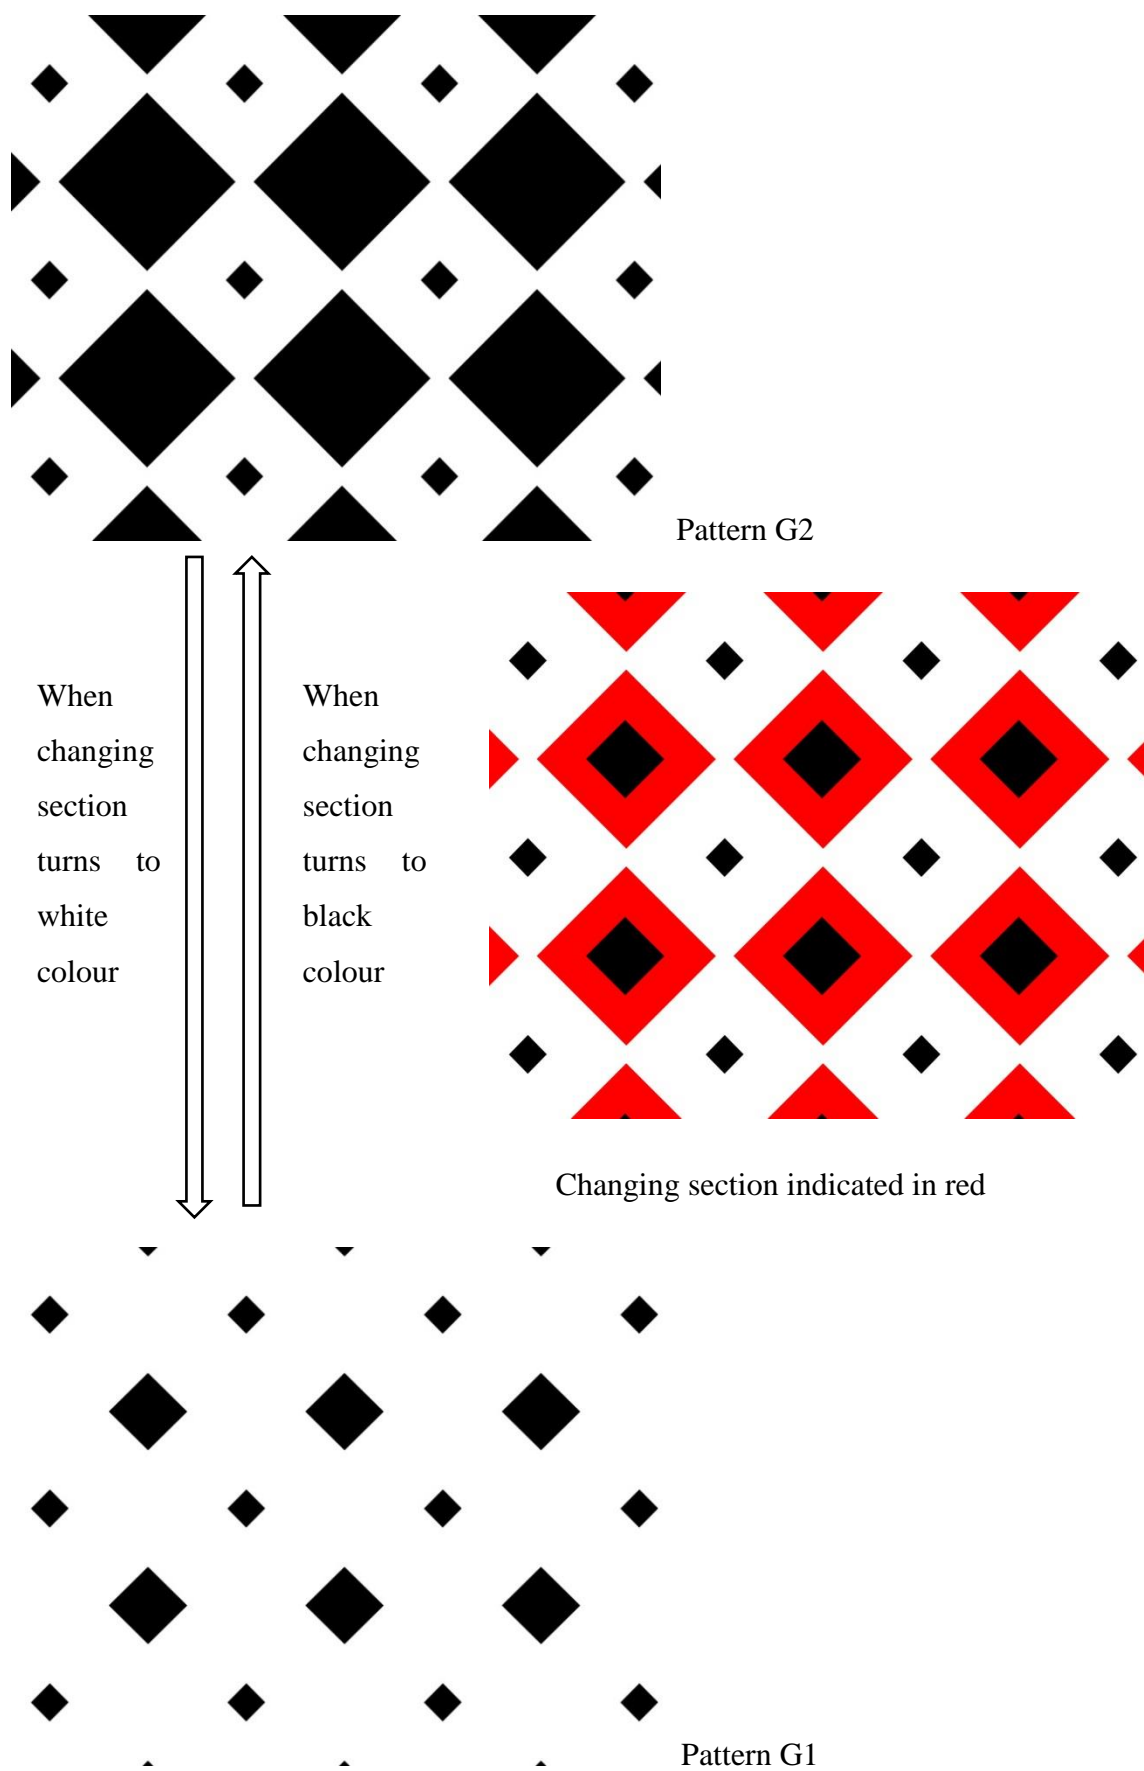 Pattern G2
When
changing
section
turns to
white
colour
When
changing
section
turns to
black
colour
Changing section indicated in red
Pattern G1